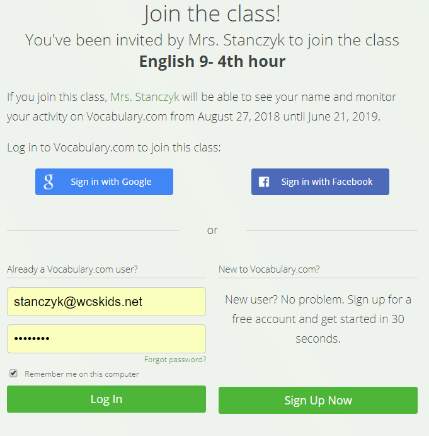 Join the class!
You've been invited by Mrs. Stanczyk to join the class
English 9- 4th hour
If you join this class, Mrs. Stanczyk will be able to see your name and monitor
your activity on Vocabulary.com from August 27, 2018 until June 21, 2019.
Log in to Vocabulary.com to join this class:
Sign in with Google
Sign in with Facebook
or
Already a Vocabulary.com user?
stanczyk@wcskids.net
••••••••
Forgot password?
Remember me on this computer
Log In
New to Vocabulary.com?
New user? No problem. Sign up for a
free account and get started in 30
seconds.
Sign Up Now